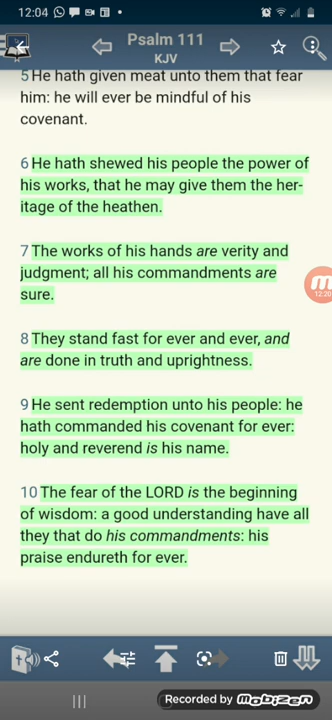 12:04
Psalm 111
KJV
5 He hath given meat unto them that fear
him: he will ever be mindful of his
covenant.
6 He hath shewed his people the power of
his works, that he may give them the her-
itage of the heathen.
7 The works of his hands are verity and
judgment; all his commandments are
sure.
8 They stand fast for ever and ever, and
are done in truth and uprightness.
9 He sent redemption unto his people: he
hath commanded his covenant for ever:
holy and reverend is his name.
10 The fear of the LORD is the beginning
of wisdom: a good understanding have all
they that do his commandments: his
praise endureth for ever.
12:20
Recorded by mobizen